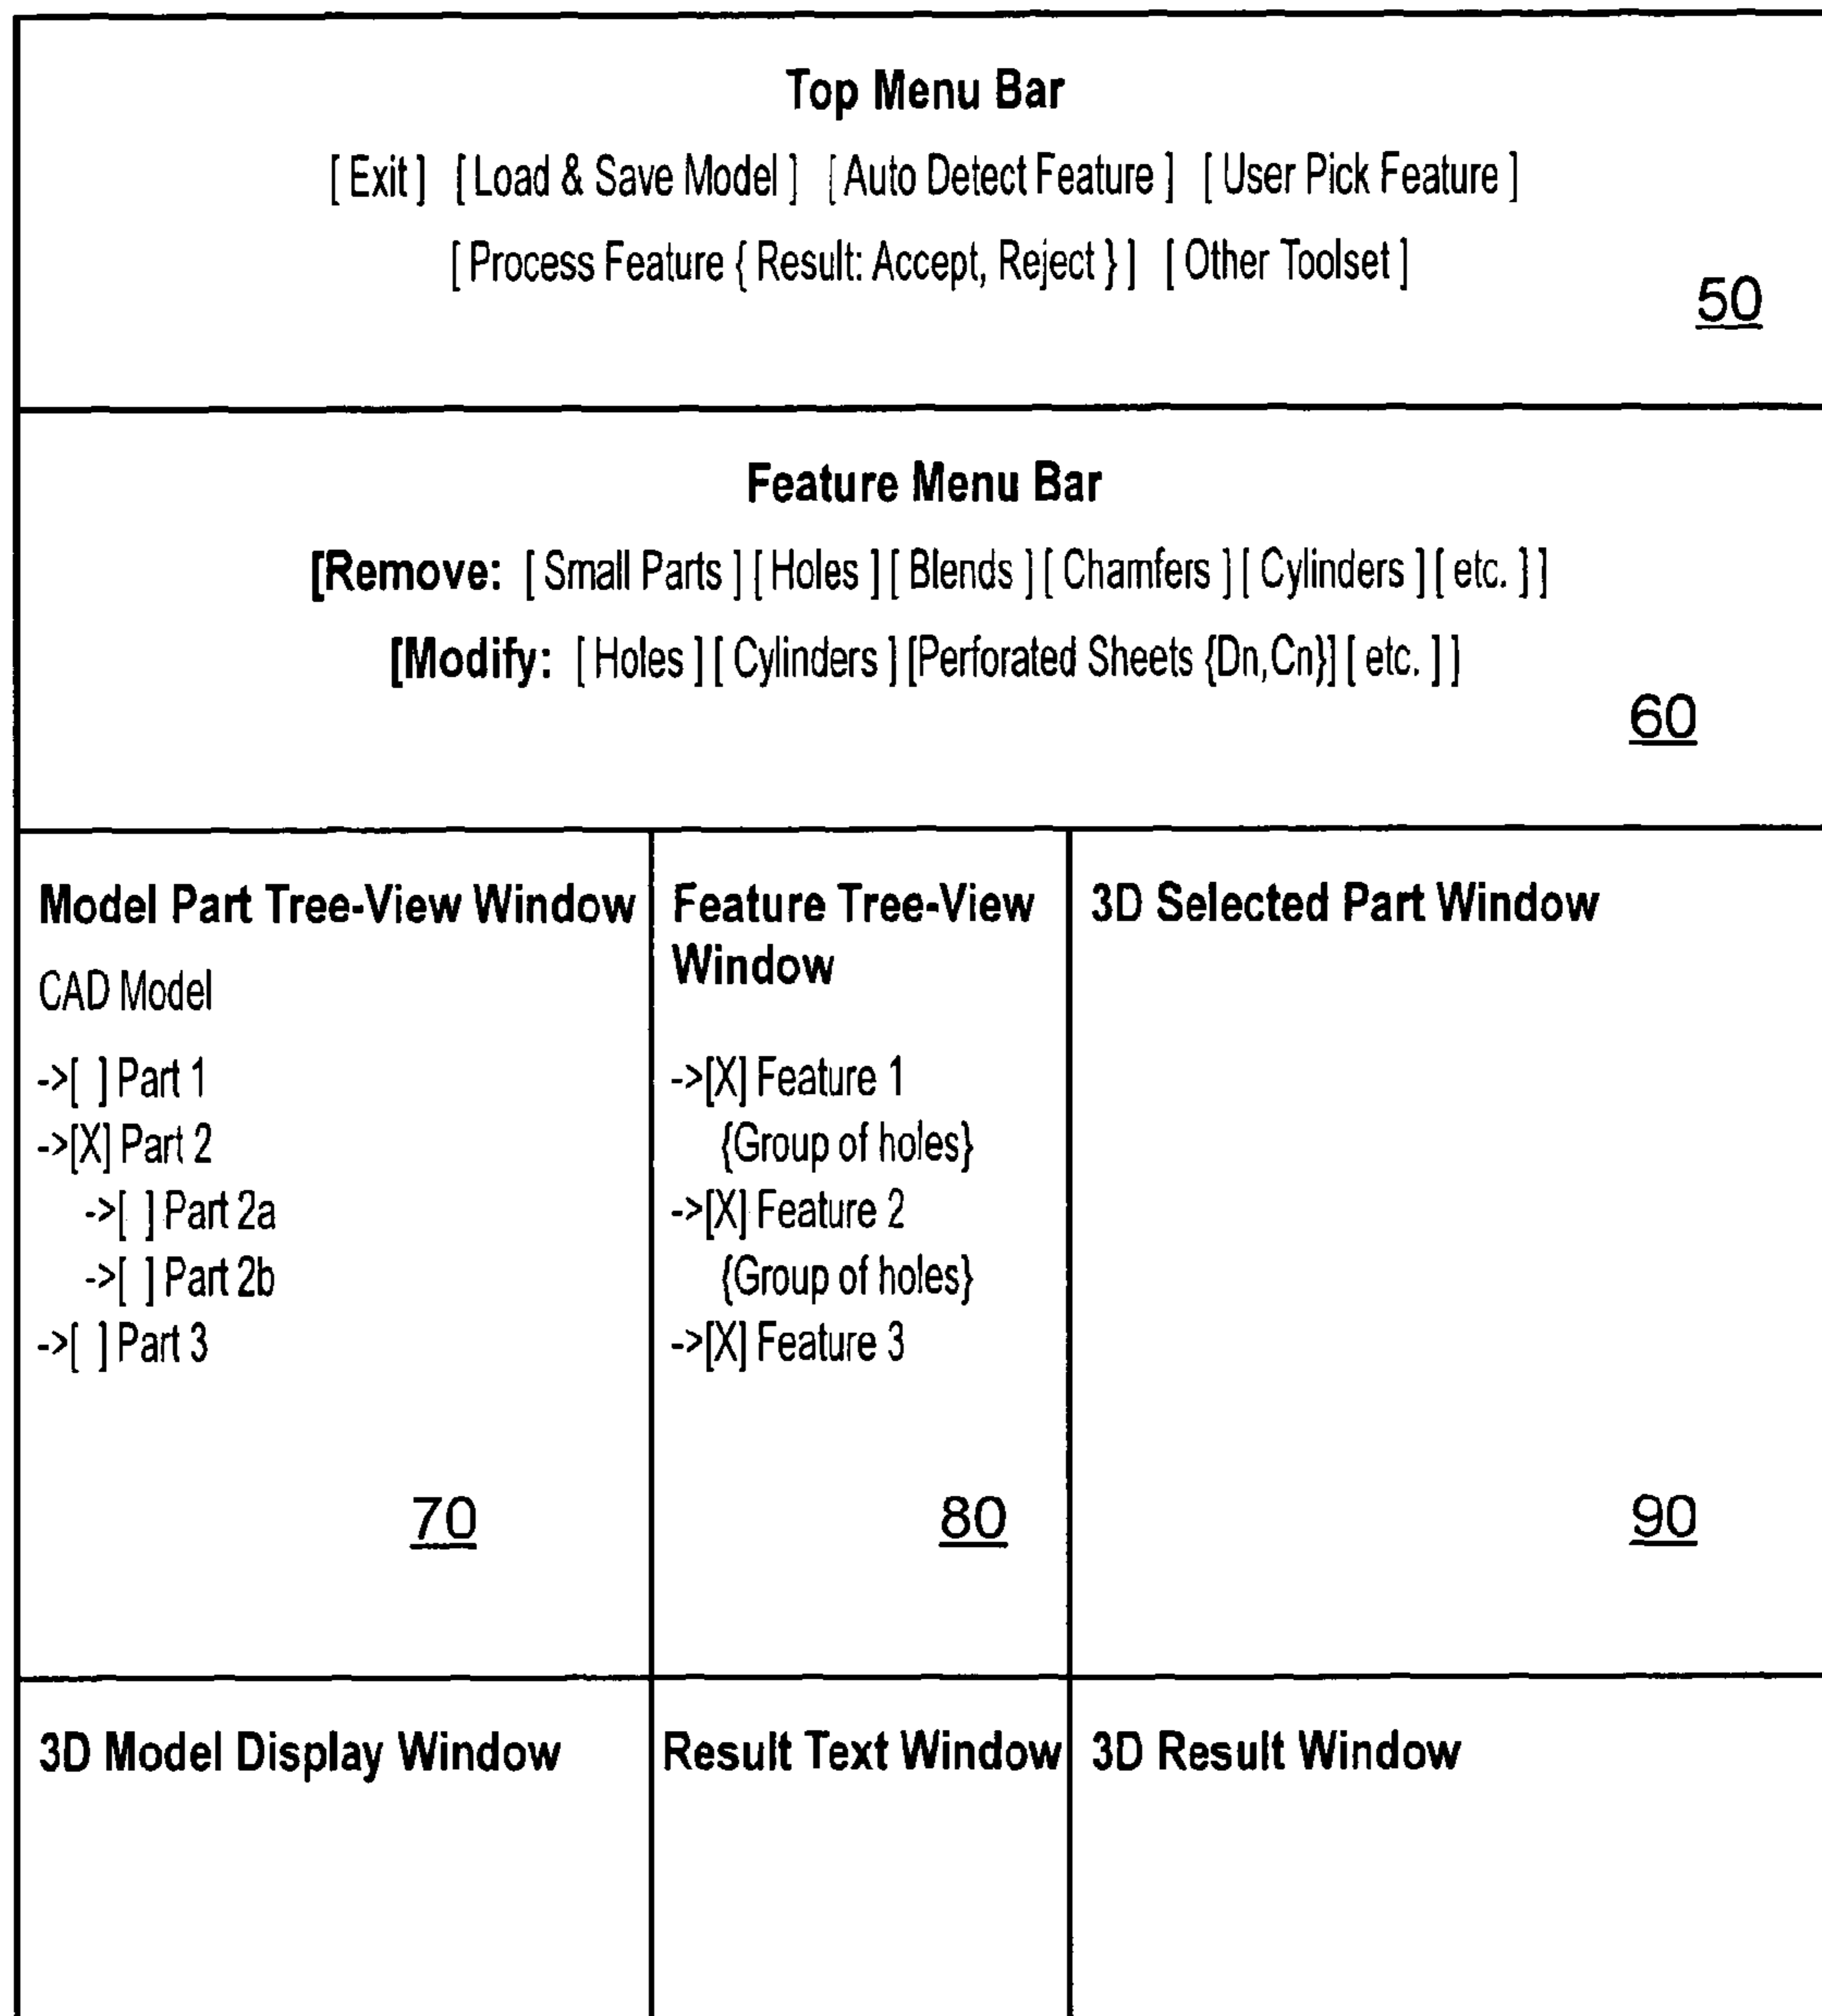 Top Menu Bar
[ Exit ] [ Load & Save Model ] [ Auto Detect Feature ] [ User Pick Feature ]
[ Process Feature { Result: Accept, Reject } ] [ Other Toolset ]
50
Feature Menu Bar
[Remove: [ Small Parts ] [ Holes ] [ Blends ] [ Chamfers ] [ Cylinders ] [ etc. ] ]
[Modify: [ Holes ] [ Cylinders ] [Perforated Sheets {Dn,Cn}] [ etc. ] ]
60
Model Part Tree-View Window
CAD Model
->[ ] Part 1
->[X] Part 2
->[ ] Part 2a
->[ ] Part 2b
->[ ] Part 3
70
Feature Tree-View
Window
->[X] Feature 1
{Group of holes}
->[X] Feature 2
{Group of holes}
->[X] Feature 3
80
3D Selected Part Window
90
3D Model Display Window
Result Text Window
3D Result Window